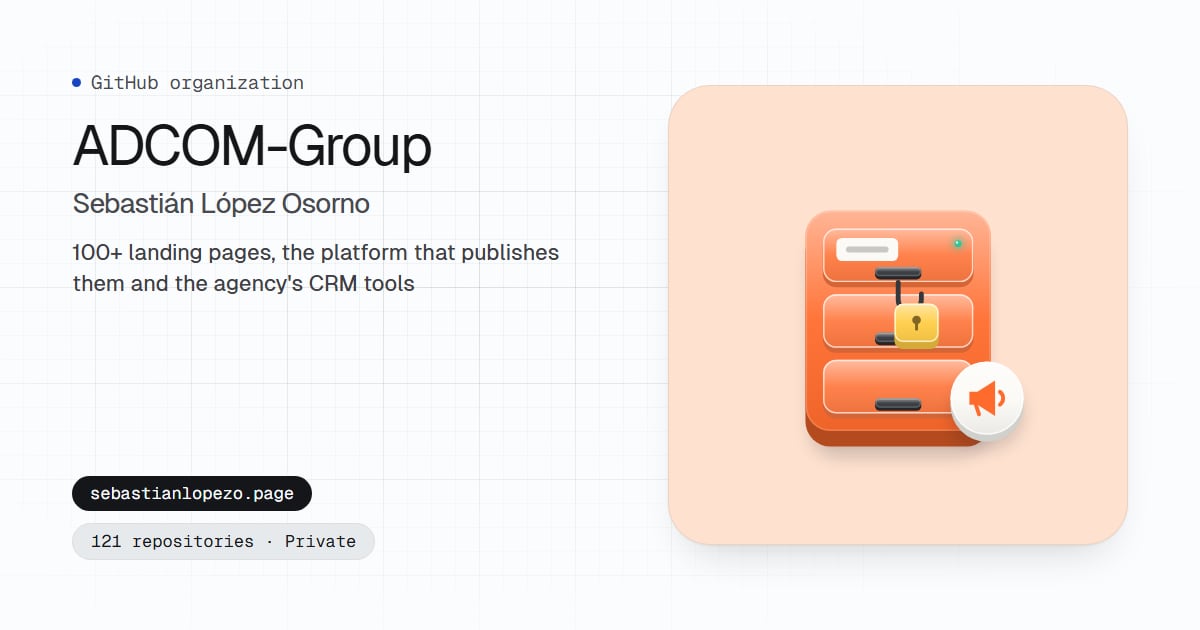 GitHub organization
ADCOM-Group
Sebastián López Osorno
100+ landing pages, the platform that publishes
them and the agency's CRM tools
sebastianlopezo.page
121 repositories · Private